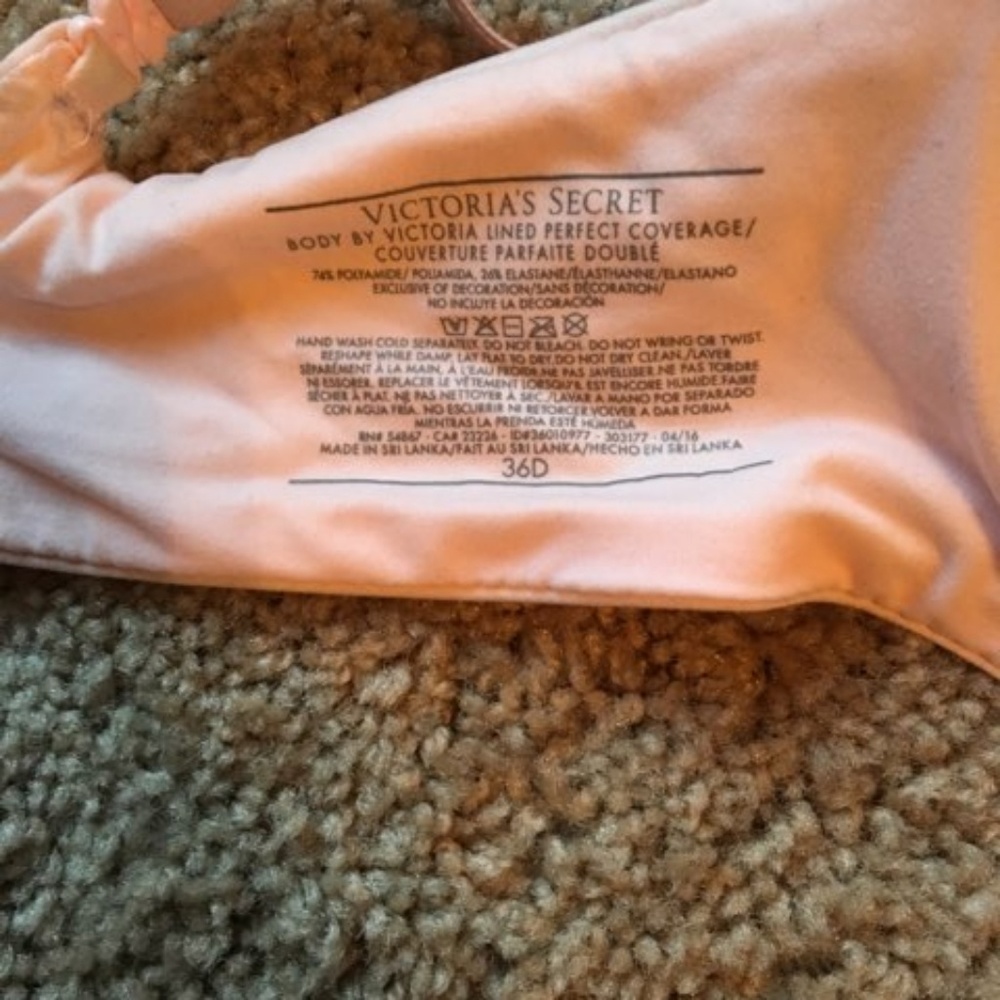 VICTORIA'S SECRET
BODY BY VICTORIA LINED PERFECT COVERAGE/
COUVERTURE PARFAITE DOUBLÉ
74% POLYAMIDE/ POLIAMIDA, 26% ELASTANE/ÉLASTHANNE/ELASTANO
EXCLUSIVE OF DECORATION/SANS DÉCORATION/
NO INCLUYE LA DECORACIÓN
HAND WASH COLD SEPARATELY. DO NOT BLEACH. DO NOT WRING OR TWIST.
RESHAPE WHILE DAMP. LAY FLAT TO DRY. DO NOT DRY CLEAN./LAVER
SÉPARÉMENT À LA MAIN, À L'EAU FROIDE.NE PAS JAVELLISER.NE PAS TORDRE
NI ESSORER. REPLACER LE VÊTEMENT LORSQU'IL EST ENCORE HUMIDE.FAIRE
SÉCHER À PLAT. NE PAS NETTOYER À SEC./LAVAR A MANO POR SEPARADO
CON AGUA FRÍA. NO ESCURRIR NI RETORCER.VOLVER A DAR FORMA
MIENTRAS LA PRENDA ESTÉ HÚMEDA
RN# 54867 - CA# 23226 - ID#36010977 - 303177 - 04/16
MADE IN SRI LANKA/FAIT AU SRI LANKA/HECHO EN SRI LANKA
36D